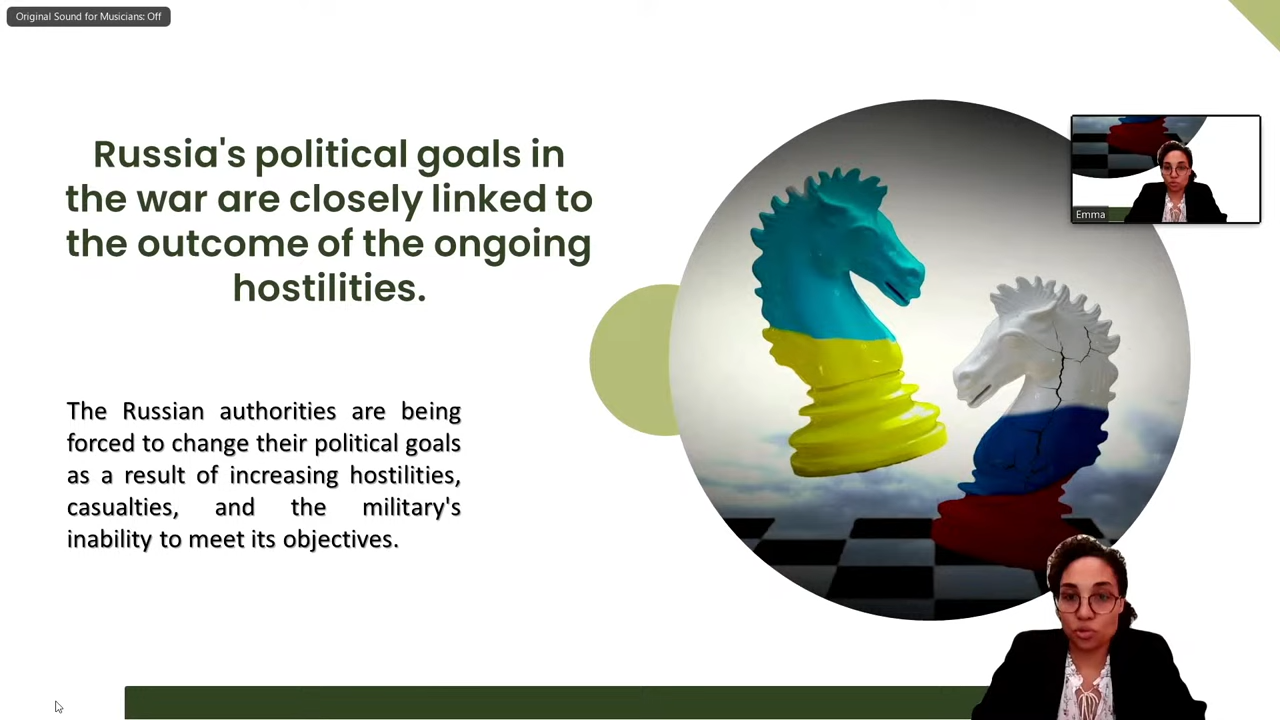 Original Sound for Musicians: Off
Russia's political goals in
the war are closely linked to
the outcome of the ongoing
hostilities.
Emma
The Russian authorities are being
forced to change their political goals
as a result of increasing hostilities,
casualties, and the military's
inability to meet its objectives.